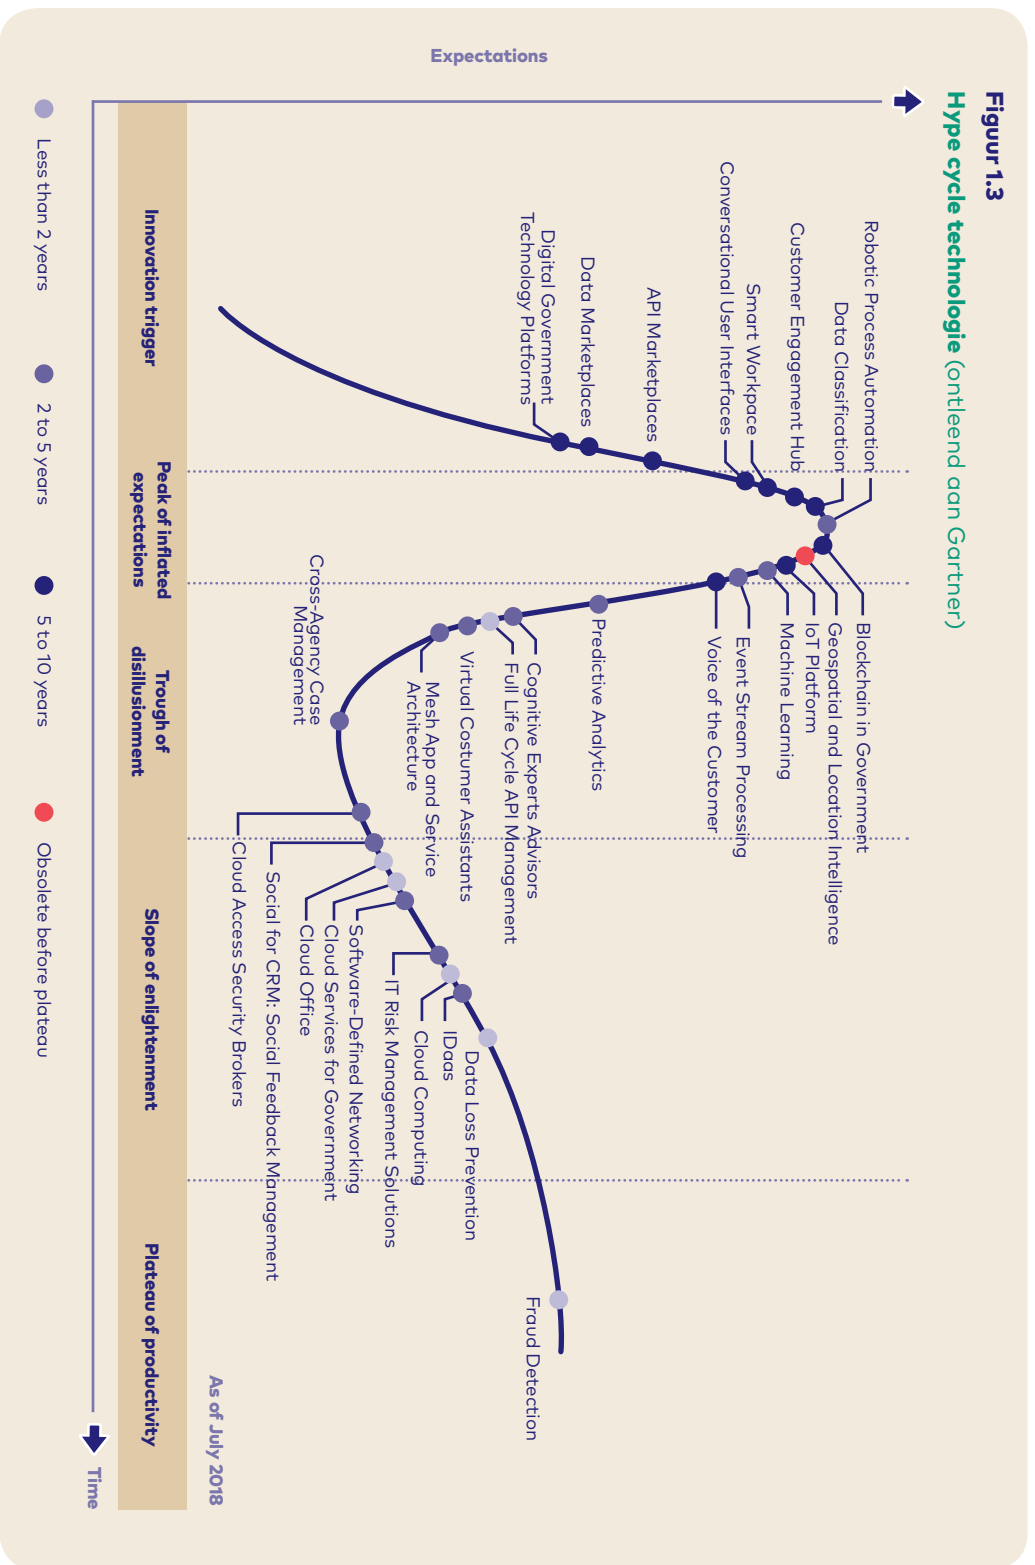 Figuur 1.3
Hype cycle technologie (ontleend aan Gartner)
Expectations
Robotic Process Automation
Data Classification
Customer Engagement Hub
Smart Workpace
Conversational User Interfaces
API Marketplaces
Data Marketplaces
Digital Government
Technology Platforms
Blockchain in Government
Geospatial and Location Intelligence
IoT Platform
Machine Learning
Event Stream Processing
Voice of the Customer
Predictive Analytics
Cognitive Experts Advisors
Full Life Cycle API Management
Virtual Costumer Assistants
Mesh App and Service
Architecture
Cross-Agency Case
Management
Cloud Access Security Brokers
Social for CRM: Social Feedback Management
Cloud Office
Cloud Services for Government
Software-Defined Networking
IT Risk Management Solutions
Cloud Computing
IDaas
Data Loss Prevention
Fraud Detection
As of July 2018
Innovation trigger
Peak of inflated
expectations
Trough of
disillusionment
Slope of enlightenment
Plateau of productivity
Time
Less than 2 years
2 to 5 years
5 to 10 years
Obsolete before plateau